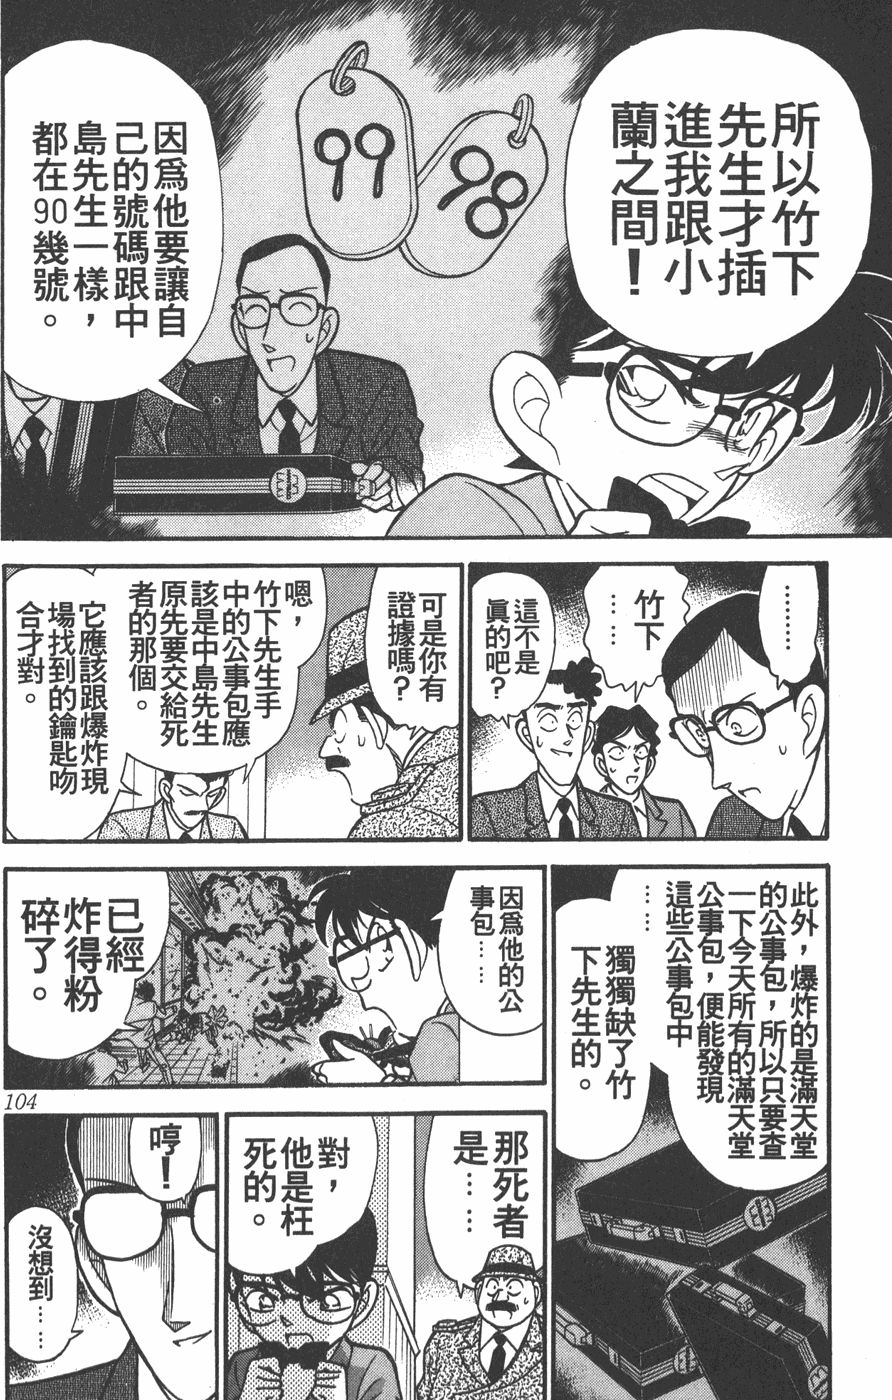 所以竹下
先生才插
進我跟小
蘭之間！
99
98
因為他要讓自
己的號碼跟中
島先生一樣，
都在90幾號。
………
竹下
……
這不是
真的吧？
可是你有
證據嗎？
嗯，
竹下先生手
中的公事包應
該是中島先生
原先要交給死
者的那個。
它應該跟爆炸現
場找到的鑰匙吻
合才對。
此外，爆炸的是滿天堂
的公事包，所以只要查
一下今天所有的滿天堂
公事包，便能發現
這些公事包中
……
獨獨缺了竹
下先生的。
因為他的公
事包……
已經
炸得粉
碎了。
104
那死者
是……
對，
他是枉
死的。
哼！
沒想到……